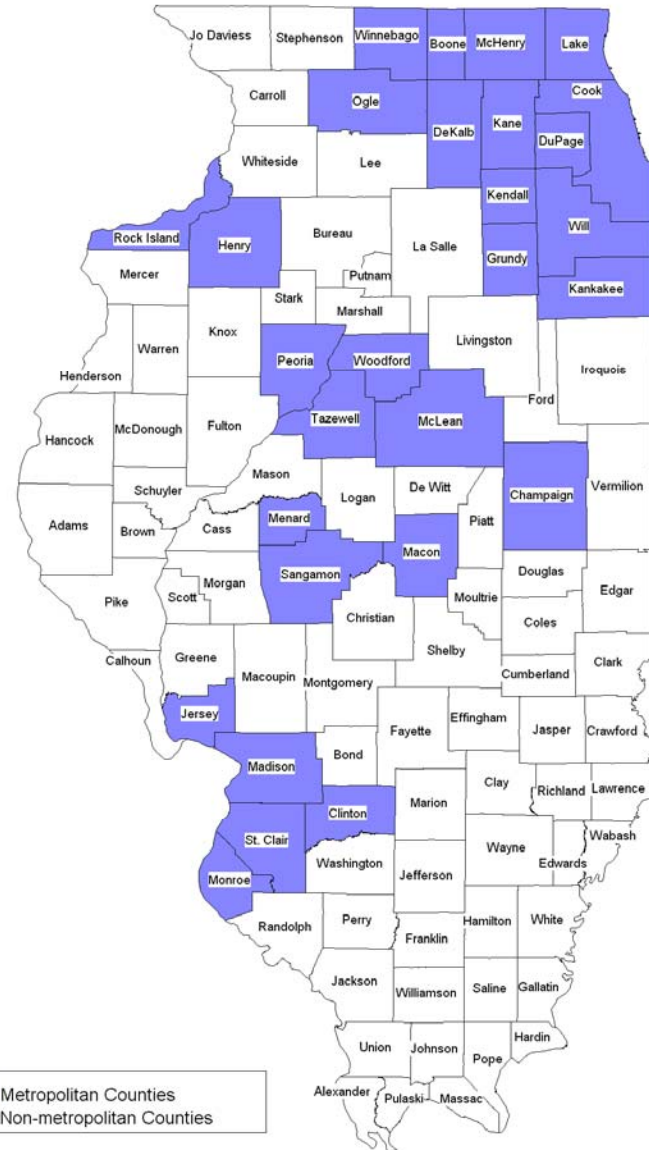 Jo Daviess
Stephenson
Winnebago
Boone
McHenry
Lake
Carroll
Ogle
DeKalb
Kane
Cook
DuPage
Whiteside
Lee
Kendall
Rock Island
Henry
Bureau
La Salle
Will
Grundy
Mercer
Putnam
Kankakee
Stark
Marshall
Knox
Livingston
Warren
Peoria
Woodford
Iroquois
Henderson
Ford
Tazewell
McLean
Hancock
McDonough
Fulton
Mason
De Witt
Vermilion
Schuyler
Logan
Champaign
Adams
Brown
Cass
Menard
Piatt
Macon
Sangamon
Douglas
Morgan
Scott
Edgar
Pike
Moultrie
Christian
Coles
Greene
Shelby
Calhoun
Clark
Macoupin
Montgomery
Cumberland
Jersey
Effingham
Fayette
Jasper
Crawford
Bond
Madison
Clay
Richland
Lawrence
Marion
Clinton
Wabash
St. Clair
Wayne
Washington
Edwards
Jefferson
Monroe
Hamilton
White
Perry
Randolph
Franklin
Jackson
Saline
Gallatin
Williamson
Hardin
Union
Johnson
Pope
Alexander
Pulaski
Massac
Metropolitan Counties
Non-metropolitan Counties